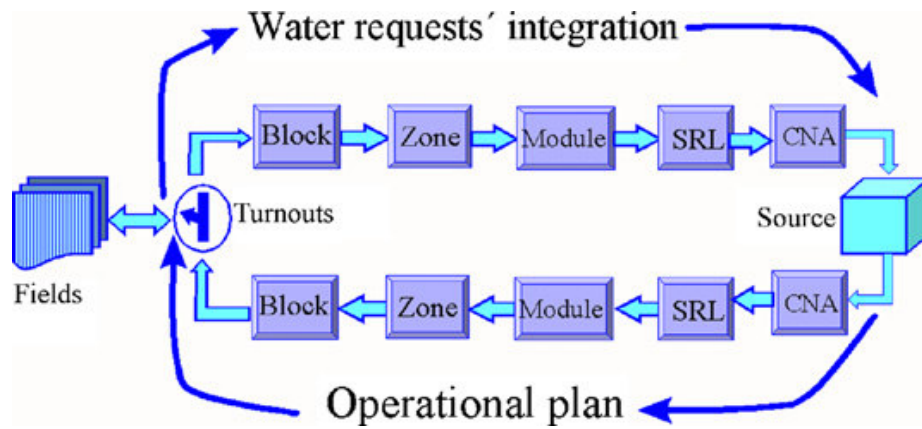 Water requests´ integration
Block
Zone
Module
SRL
CNA
Turnouts
Source
Fields
Block
Zone
Module
SRL
CNA
Operational plan